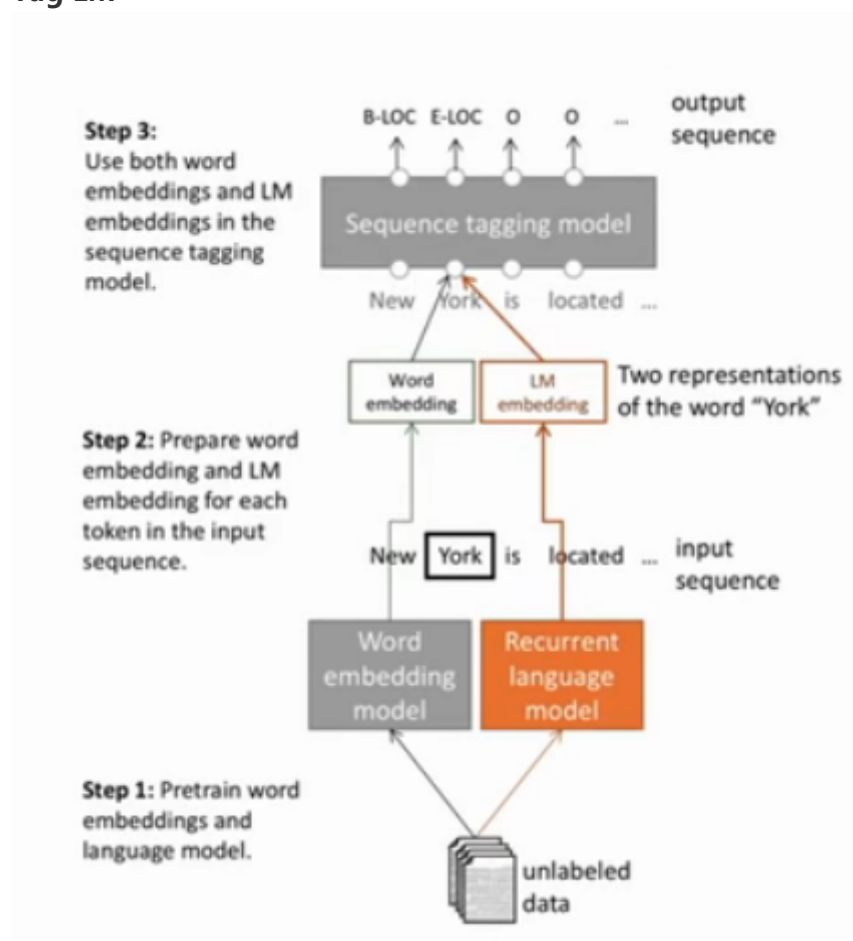 B-LOC E-LOC O O ...
output
sequence
Step 3:
Use both word
embeddings and LM
embeddings in the
sequence tagging
model.
Sequence tagging model
New York is located ...
Word
embedding
LM
embedding
Two representations
of the word “York”
Step 2: Prepare word
embedding and LM
embedding for each
token in the input
sequence.
New York is located ...
input
sequence
Word
embedding
model
Recurrent
language
model
Step 1: Pretrain word
embeddings and
language model.
unlabeled
data